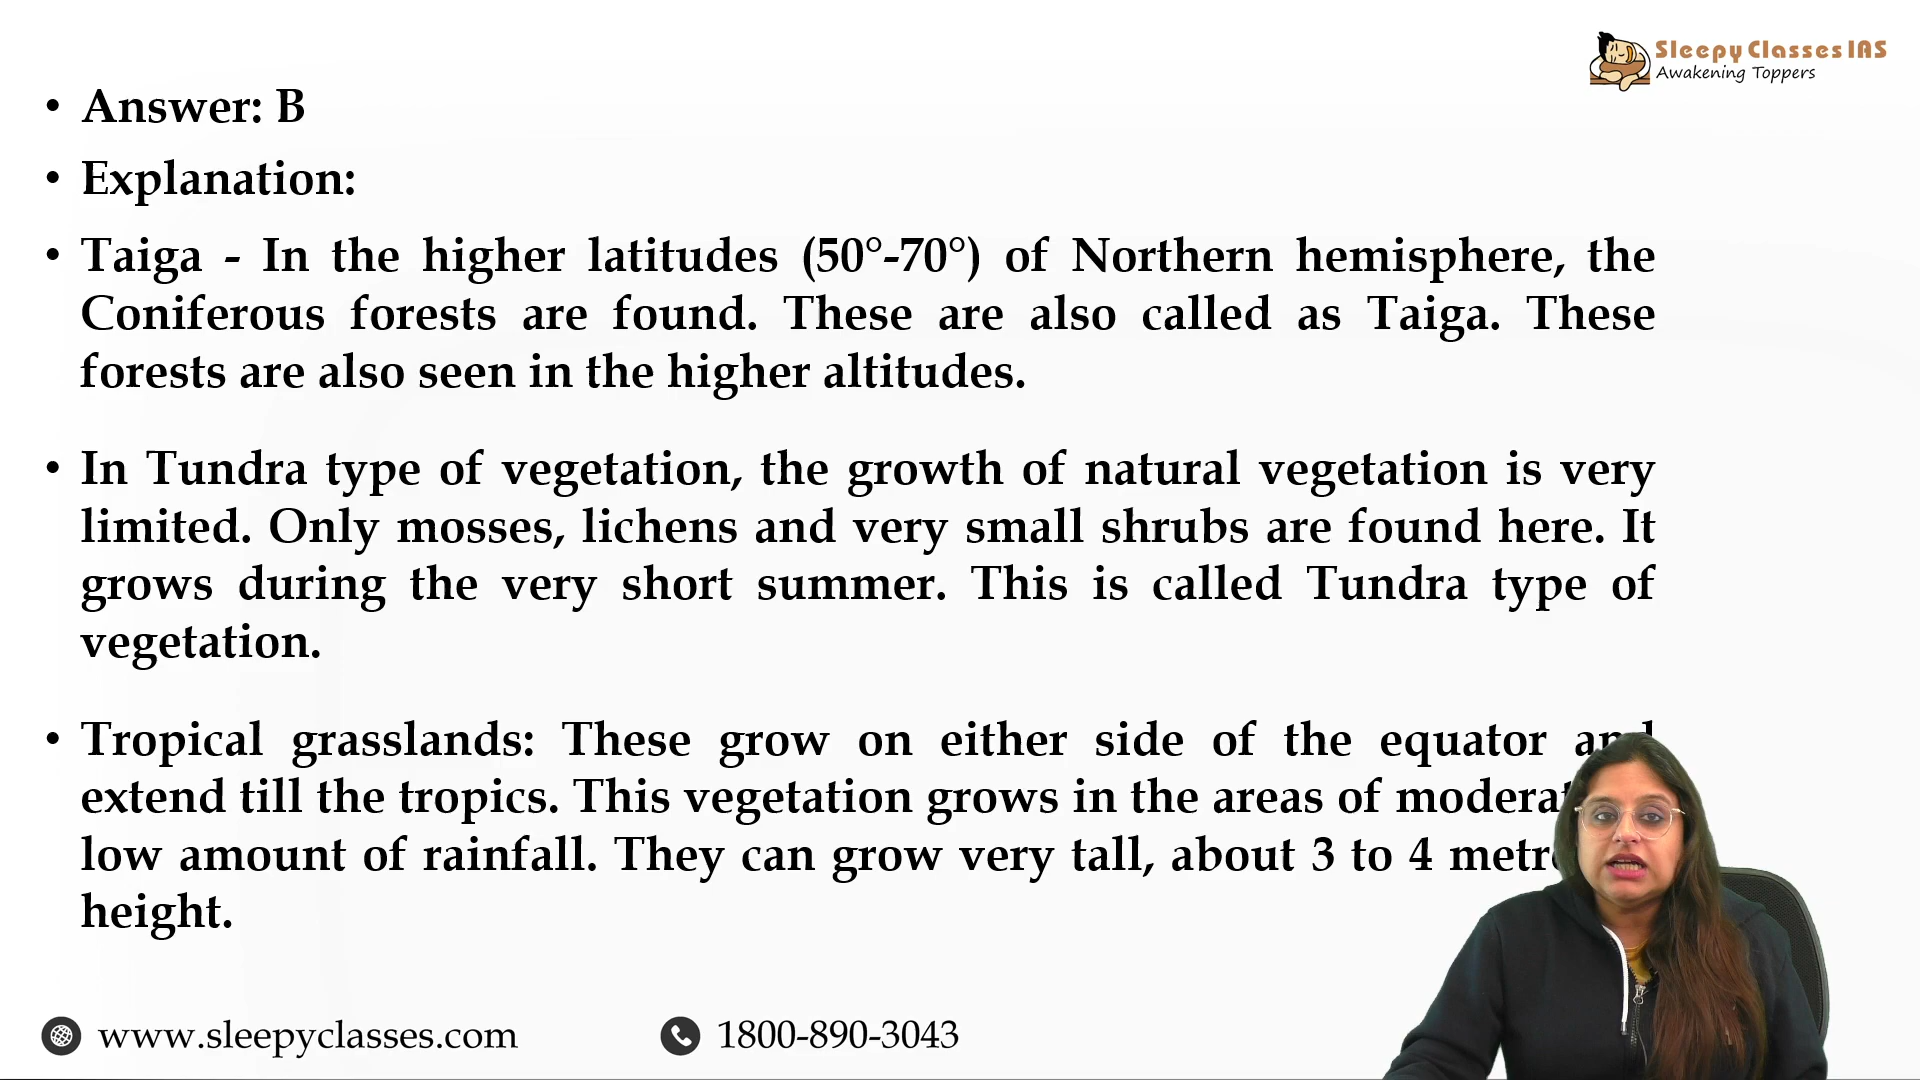 Sleepy Classes IAS
Awakening Toppers
• Answer: B
• Explanation:
• Taiga - In the higher latitudes (50°-70°) of Northern hemisphere, the
Coniferous forests are found. These are also called as Taiga. These
forests are also seen in the higher altitudes.
• In Tundra type of vegetation, the growth of natural vegetation is very
limited. Only mosses, lichens and very small shrubs are found here. It
grows during the very short summer. This is called Tundra type of
vegetation.
• Tropical grasslands: These grow on either side of the equator and
extend till the tropics. This vegetation grows in the areas of
low amount of rainfall. They can grow very tall, about 3 to 4
height.
www.sleepyclasses.com
1800-890-3043